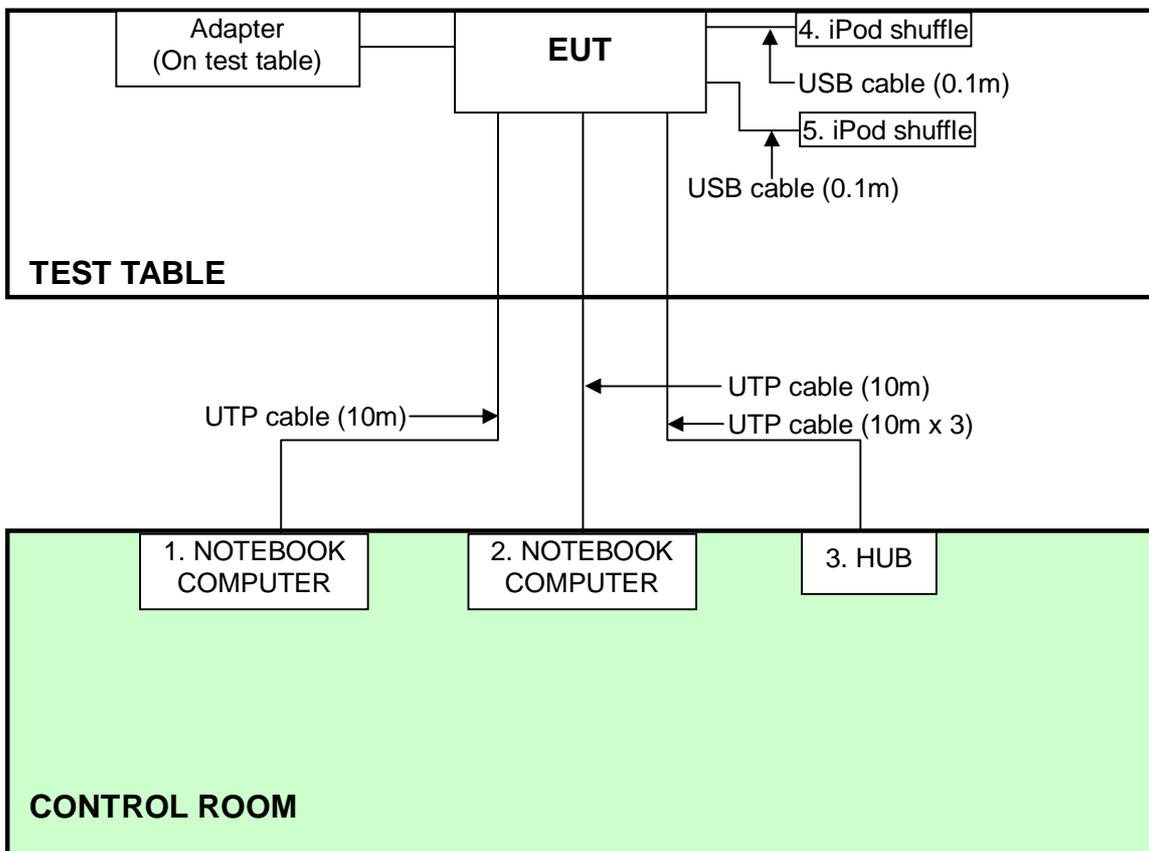 Adapter
(On test table)
EUT
4. iPod shuffle
USB cable (0.1m)
5. iPod shuffle
USB cable (0.1m)
TEST TABLE
UTP cable (10m)
UTP cable (10m)
UTP cable (10m x 3)
1. NOTEBOOK
COMPUTER
2. NOTEBOOK
COMPUTER
3. HUB
CONTROL ROOM